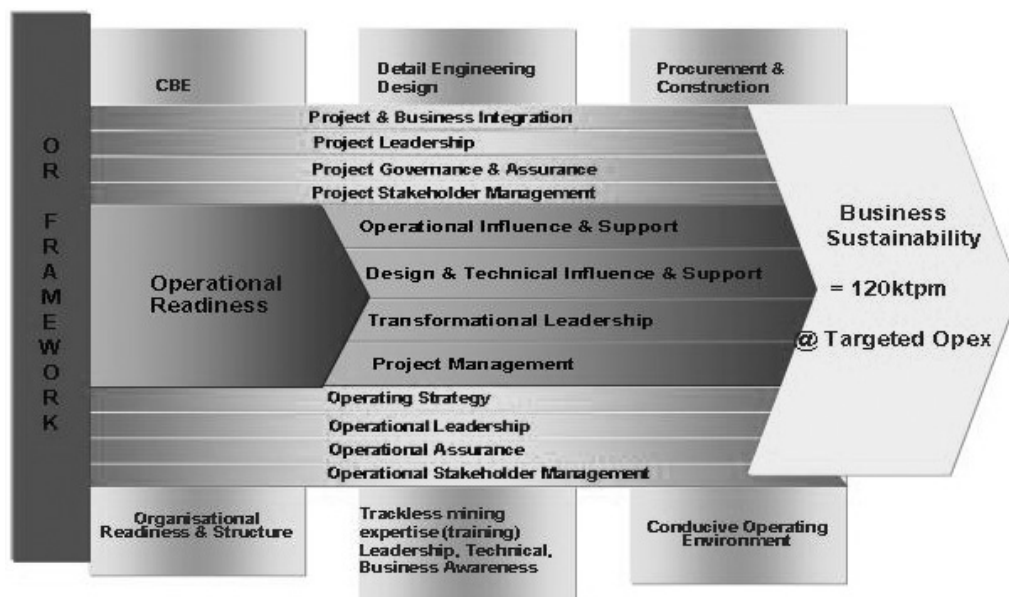 OR FRAMEWORK
CBE
Detail Engineering
Design
Procurement &
Construction
Project & Business Integration
Project Leadership
Project Governance & Assurance
Project Stakeholder Management
Operational
Readiness
Operational Influence & Support
Design & Technical Influence & Support
Transformational Leadership
Project Management
Business
Sustainability
= 120ktpm
@ Targeted Opex
Operating Strategy
Operational Leadership
Operational Assurance
Operational Stakeholder Management
Organisational
Readiness & Structure
Trackless mining
expertise (training)
Leadership, Technical,
Business Awareness
Conducive Operating
Environment